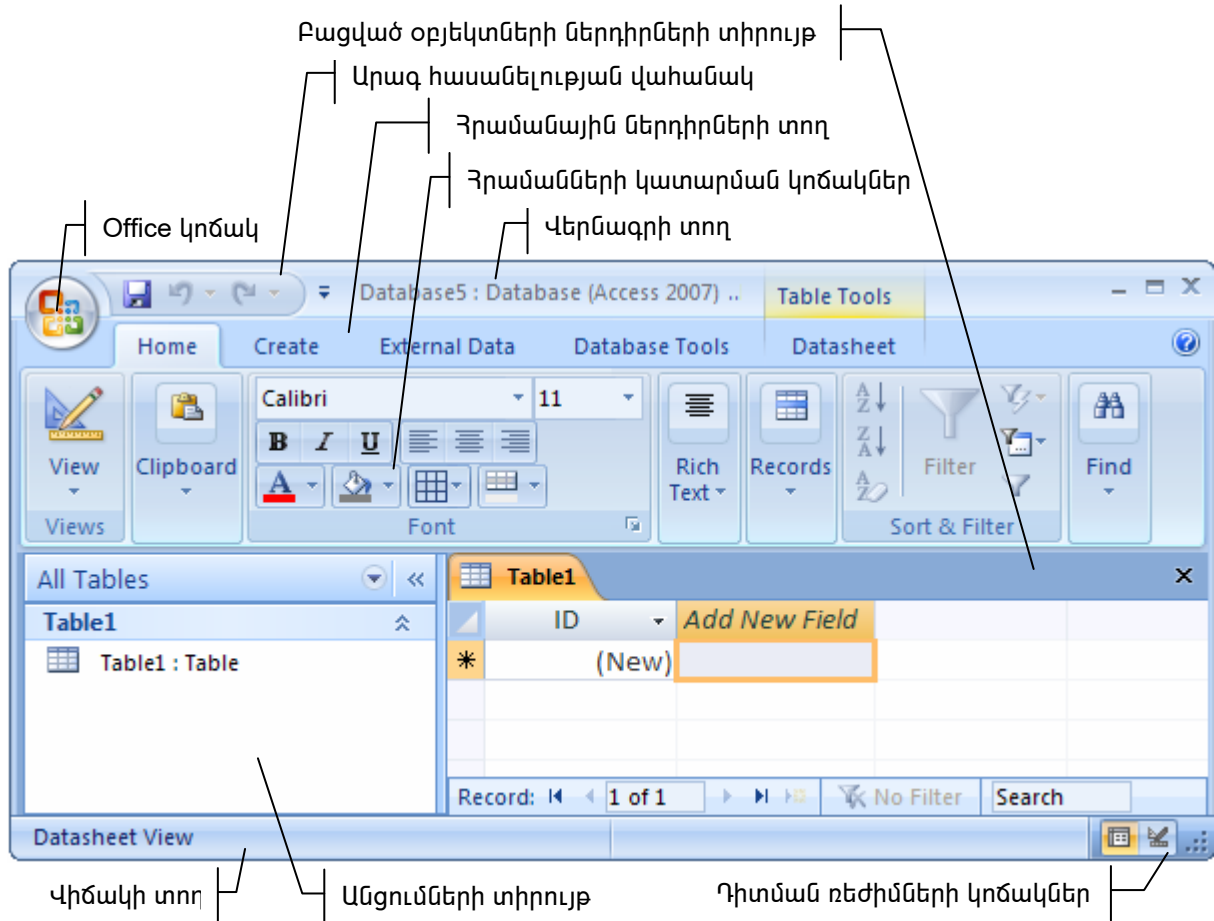 Բացված օբյեկտների ներդիրների տիրույթ
Արագ հասանելության վահանակ
Հրամանային ներդիրների տող
Հրամանների կատարման կոճակներ
Office կոճակ
Վերնագրի տող
Database5 : Database (Access 2007) ..
Table Tools
Home Create External Data Database Tools Datasheet
Calibri 11
B I U
A
View Clipboard Rich Text Records Filter Find
Views Font Sort & Filter
All Tables
Table1
Table1
ID Add New Field
Table1 : Table
(New)
Record: 1 of 1 No Filter Search
Datasheet View
Վիճակի տող
Անցումների տիրույթ
Դիտման ռեժիմների կոճակներ